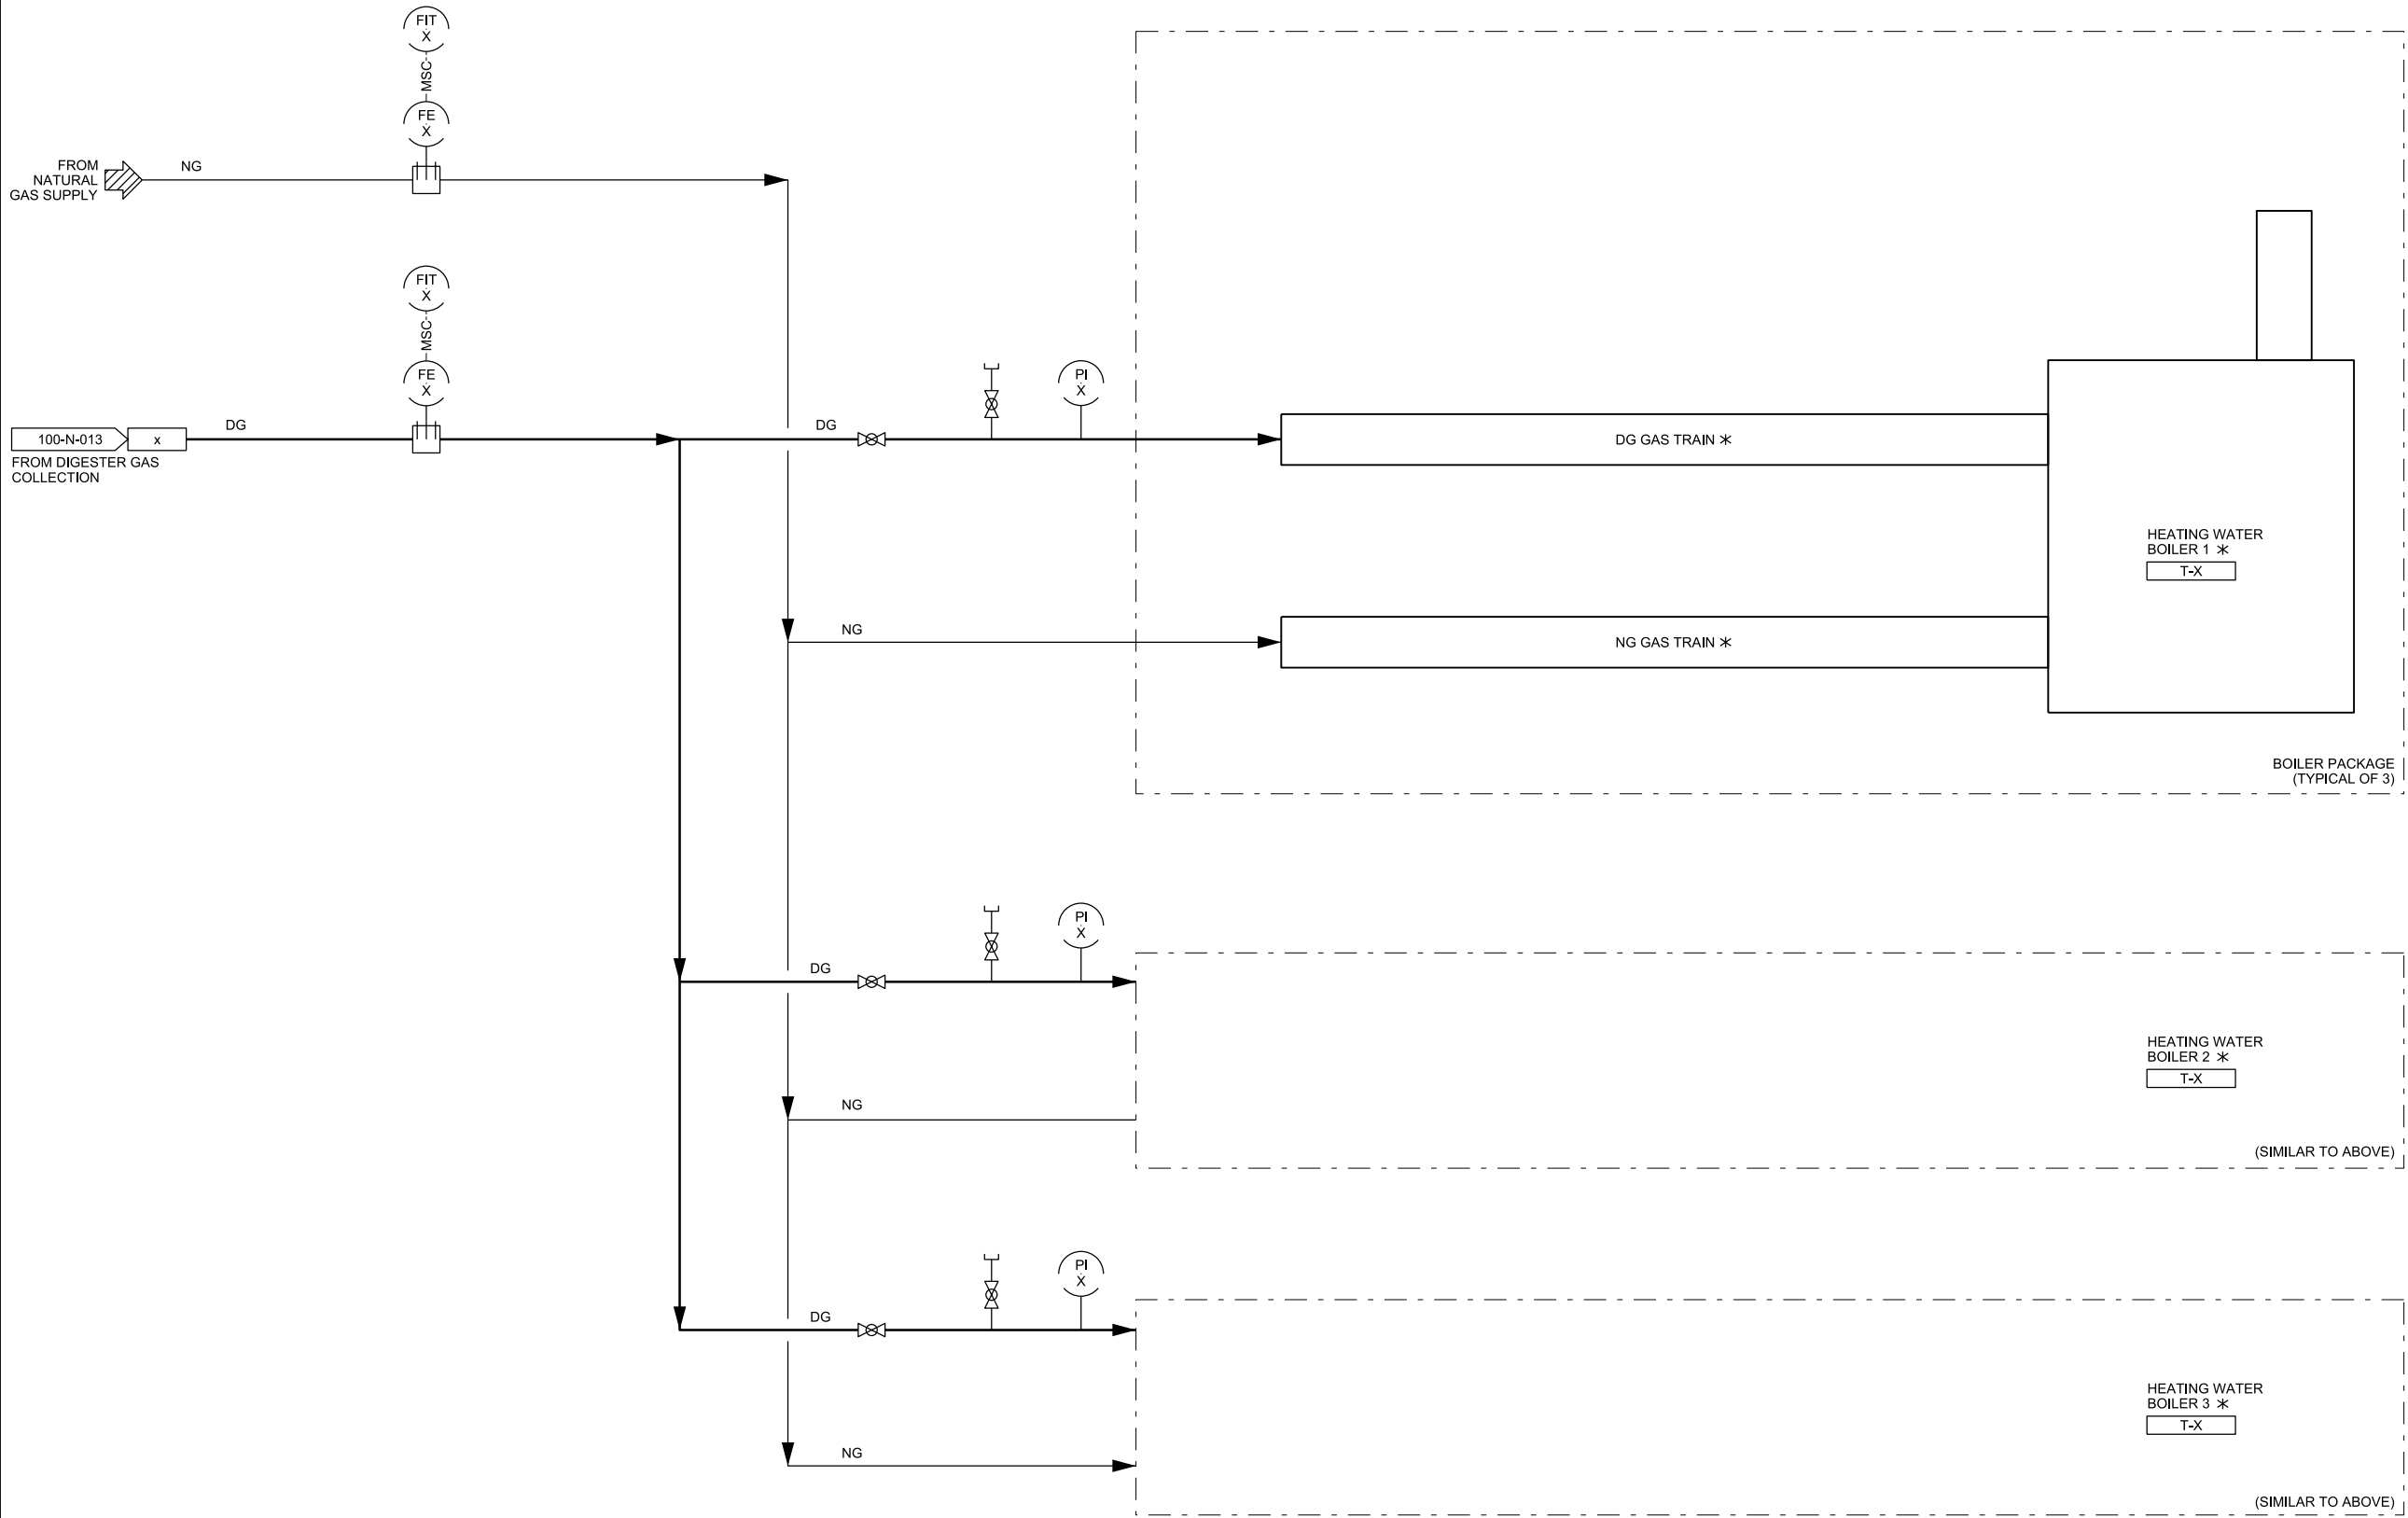 FIT
X
MSC
FE
X
FROM
NATURAL
GAS SUPPLY
NG
FIT
X
MSC
FE
X
100-N-013
x
DG
FROM DIGESTER GAS
COLLECTION
DG
PI
X
DG GAS TRAIN *
HEATING WATER
BOILER 1 *
T-X
NG
NG GAS TRAIN *
BOILER PACKAGE
(TYPICAL OF 3)
PI
X
DG
HEATING WATER
BOILER 2 *
T-X
NG
(SIMILAR TO ABOVE)
PI
X
DG
HEATING WATER
BOILER 3 *
T-X
NG
(SIMILAR TO ABOVE)